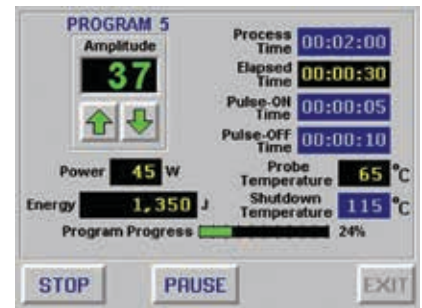 PROGRAM 5
Amplitude
37
Process Time 00:02:00
Elapsed Time 00:00:30
Pulse-ON Time 00:00:05
Pulse-OFF Time 00:00:10
Power 45 W
Probe Temperature 65 °C
Energy 1,350 J
Shutdown Temperature 115 °C
Program Progress 24%
STOP PAUSE EXIT